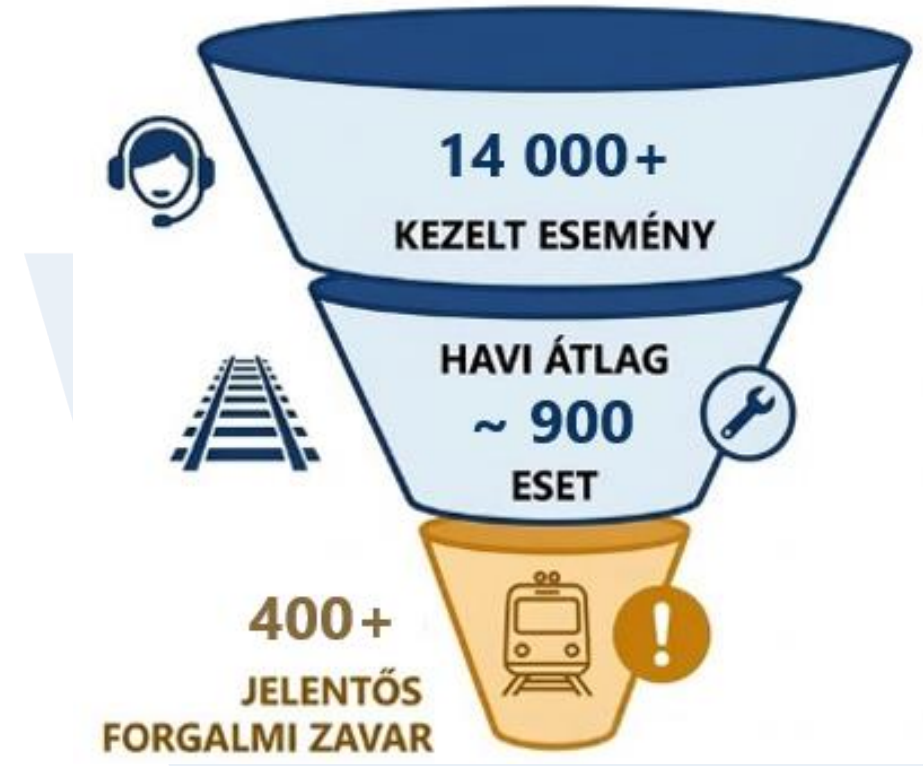 14 000+
KEZELT ESEMÉNY
HAVI ÁTLAG
~ 900
ESET
400+
JELENTŐS
FORGALMI ZAVAR